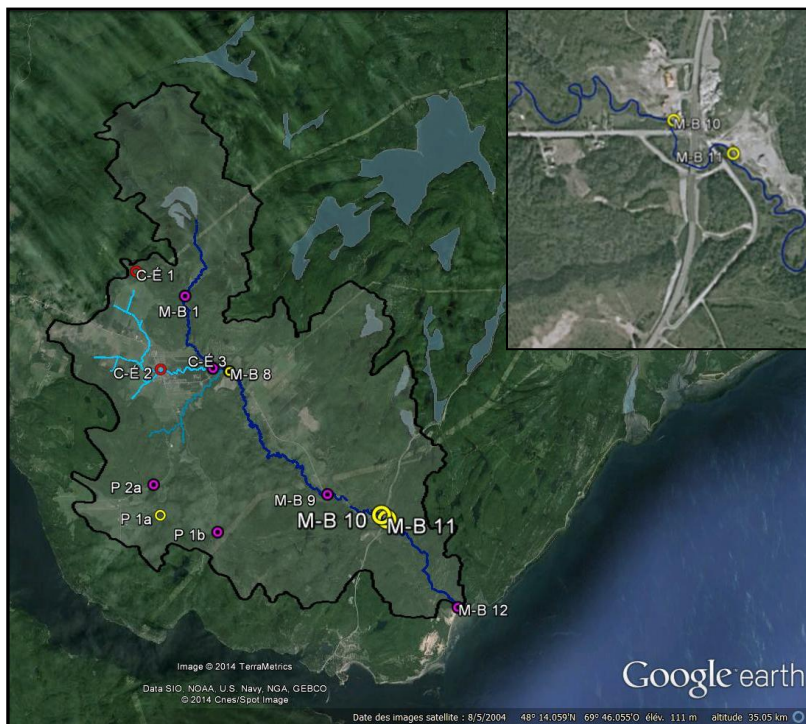 M-B 10
M-B 11
C-É 1
M-B 1
C-É 3
C-É 2
M-B 8
P 2a
M-B 9
P 1a
M-B 10
M-B 11
P 1b
M-B 12
Image © 2014 TerraMetrics
Data SIO, NOAA, U.S. Navy, NGA, GEBCO
© 2014 Cnes/Spot Image
Google earth
Date des images satellite : 8/5/2004 48° 14.059'N 69° 46.055'O élév. 111 m altitude 35.05 km